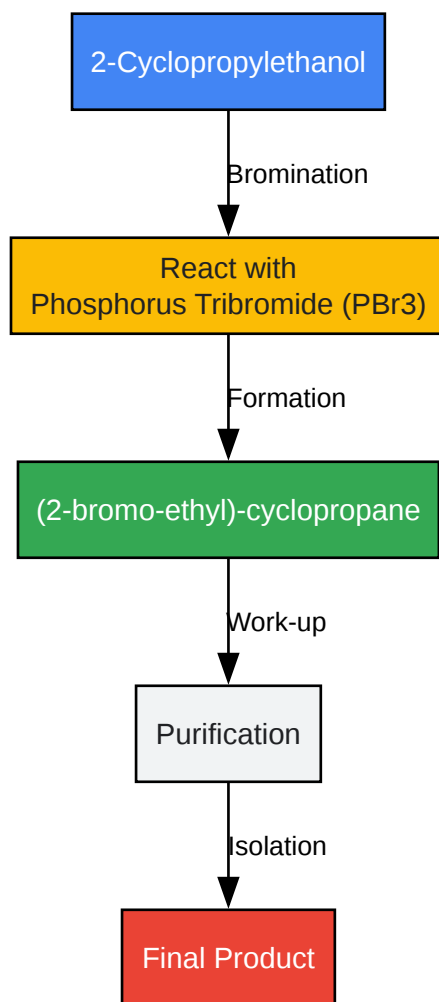 2-Cyclopropylethanol
Bromination
React with
Phosphorus Tribromide (PBr3)
Formation
(2-bromo-ethyl)-cyclopropane
Work-up
Purification
Isolation
Final Product